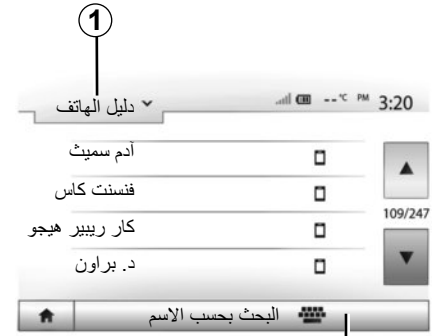 1
دليل الهاتف --°C PM 3:20
آدم سميث
فنسنت كاس
كار ريبير هيجو
109/247
د. براون
البحث بحسب الاسم